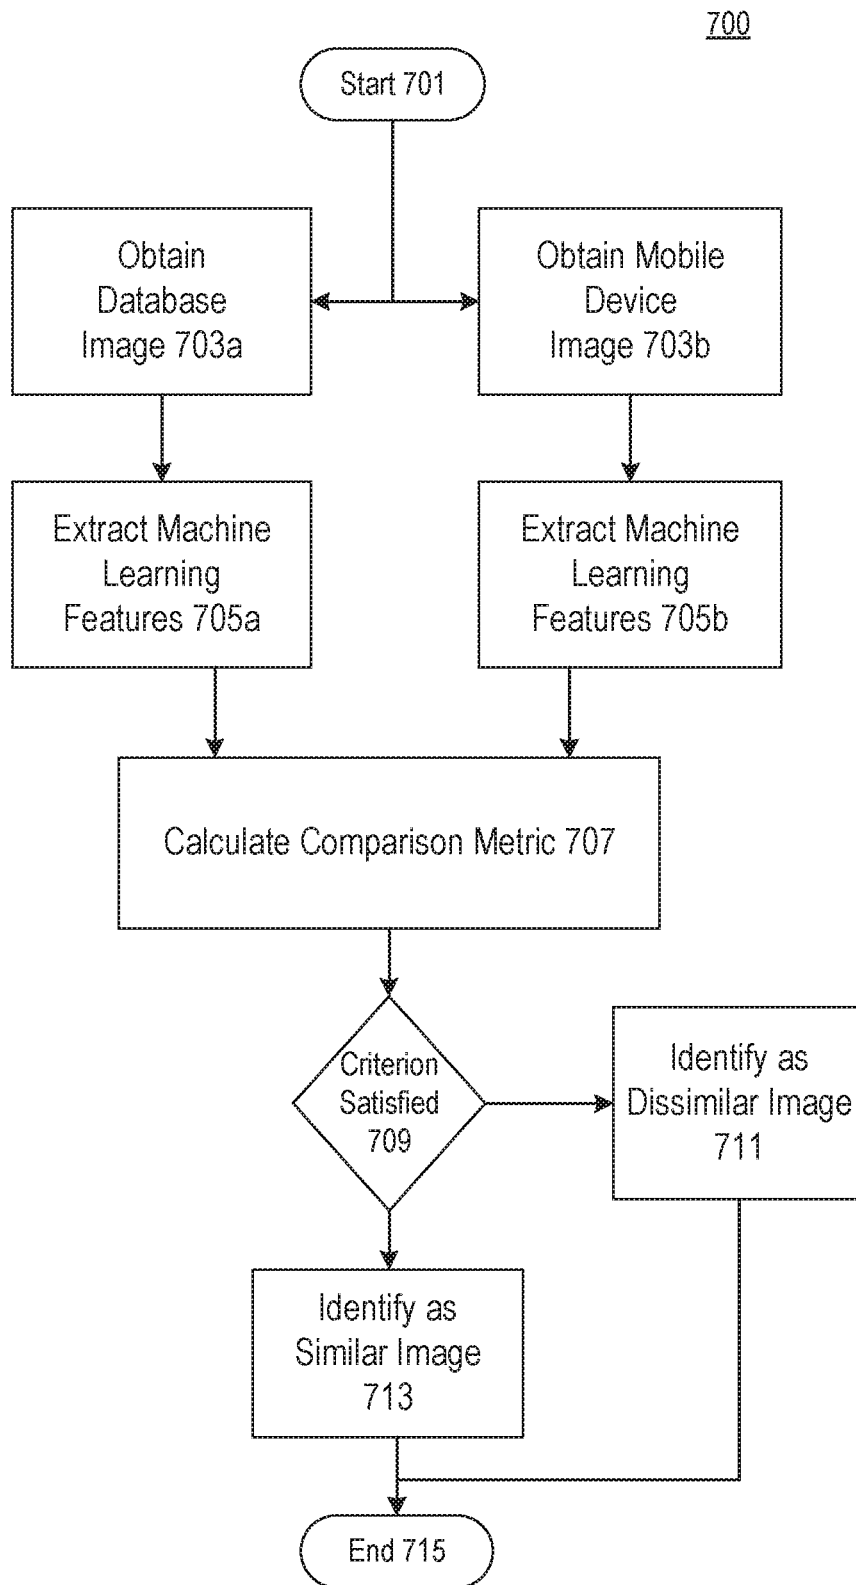 700
Start 701
Obtain
Database
Image 703a
Obtain Mobile
Device
Image 703b
Extract Machine
Learning
Features 705a
Extract Machine
Learning
Features 705b
Calculate Comparison Metric 707
Criterion
Satisfied
709
Identify as
Dissimilar Image
711
Identify as
Similar Image
713
End 715